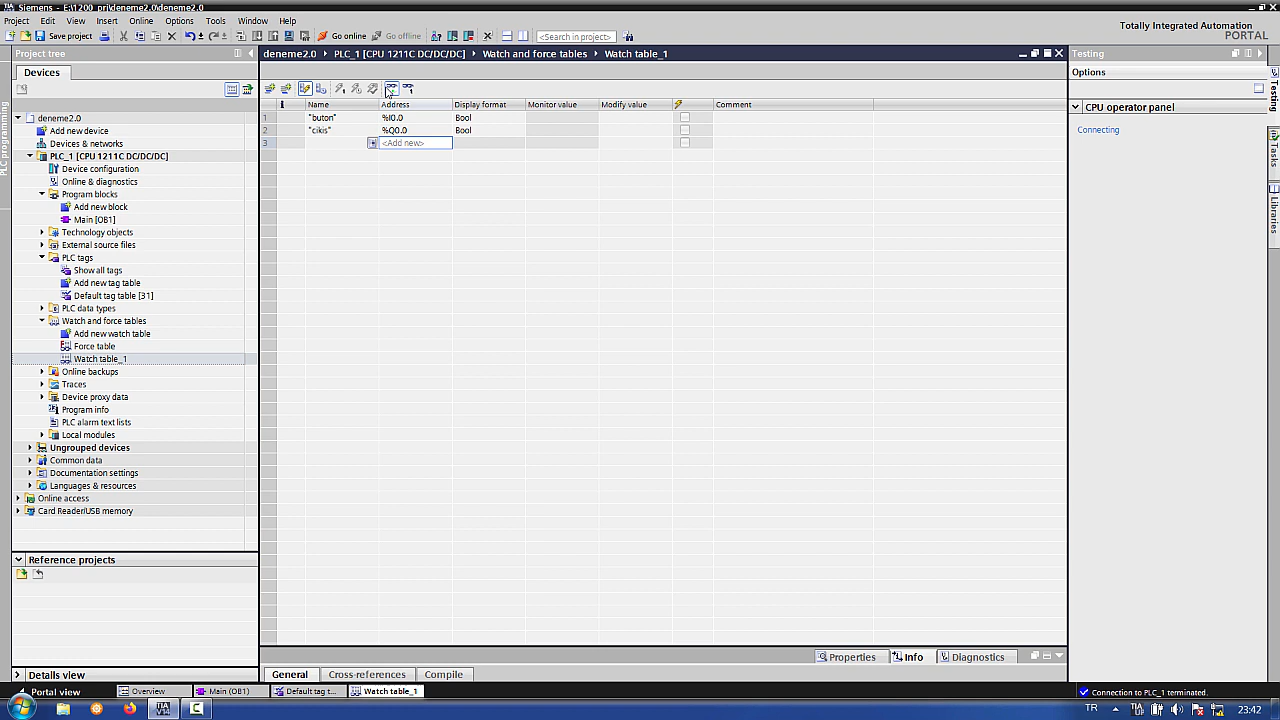 Siemens - E:\1200_prj\deneme2.0\deneme2.0
Project Edit View Insert Online Options Tools Window Help
Totally Integrated Automation
PORTAL
Save project
Go online
Go offline
<Search in project>
Project tree
deneme2.0 PLC_1 [CPU 1211C DC/DC/DC] Watch and force tables Watch table_1
Testing
Devices
Options
CPU operator panel
Connecting
i Name Address Display format Monitor value Modify value Comment
1 "buton" %I0.0 Bool
2 "cikis" %Q0.0 Bool
3 <Add new>
deneme2.0
Add new device
Devices & networks
PLC_1 [CPU 1211C DC/DC/DC]
Device configuration
Online & diagnostics
Program blocks
Add new block
Main [OB1]
Technology objects
External source files
PLC tags
Show all tags
Add new tag table
Default tag table [31]
PLC data types
Watch and force tables
Add new watch table
Force table
Watch table_1
Online backups
Traces
Device proxy data
Program info
PLC alarm text lists
Local modules
Ungrouped devices
Common data
Documentation settings
Languages & resources
Online access
Card Reader/USB memory
Reference projects
Details view
PLC programming
Testing
Tasks
Libraries
Properties
Info
Diagnostics
General
Cross-references
Compile
Portal view
Overview
Main (OB1)
Default tag t...
Watch table_1
Connection to PLC_1 terminated.
TR
23:42